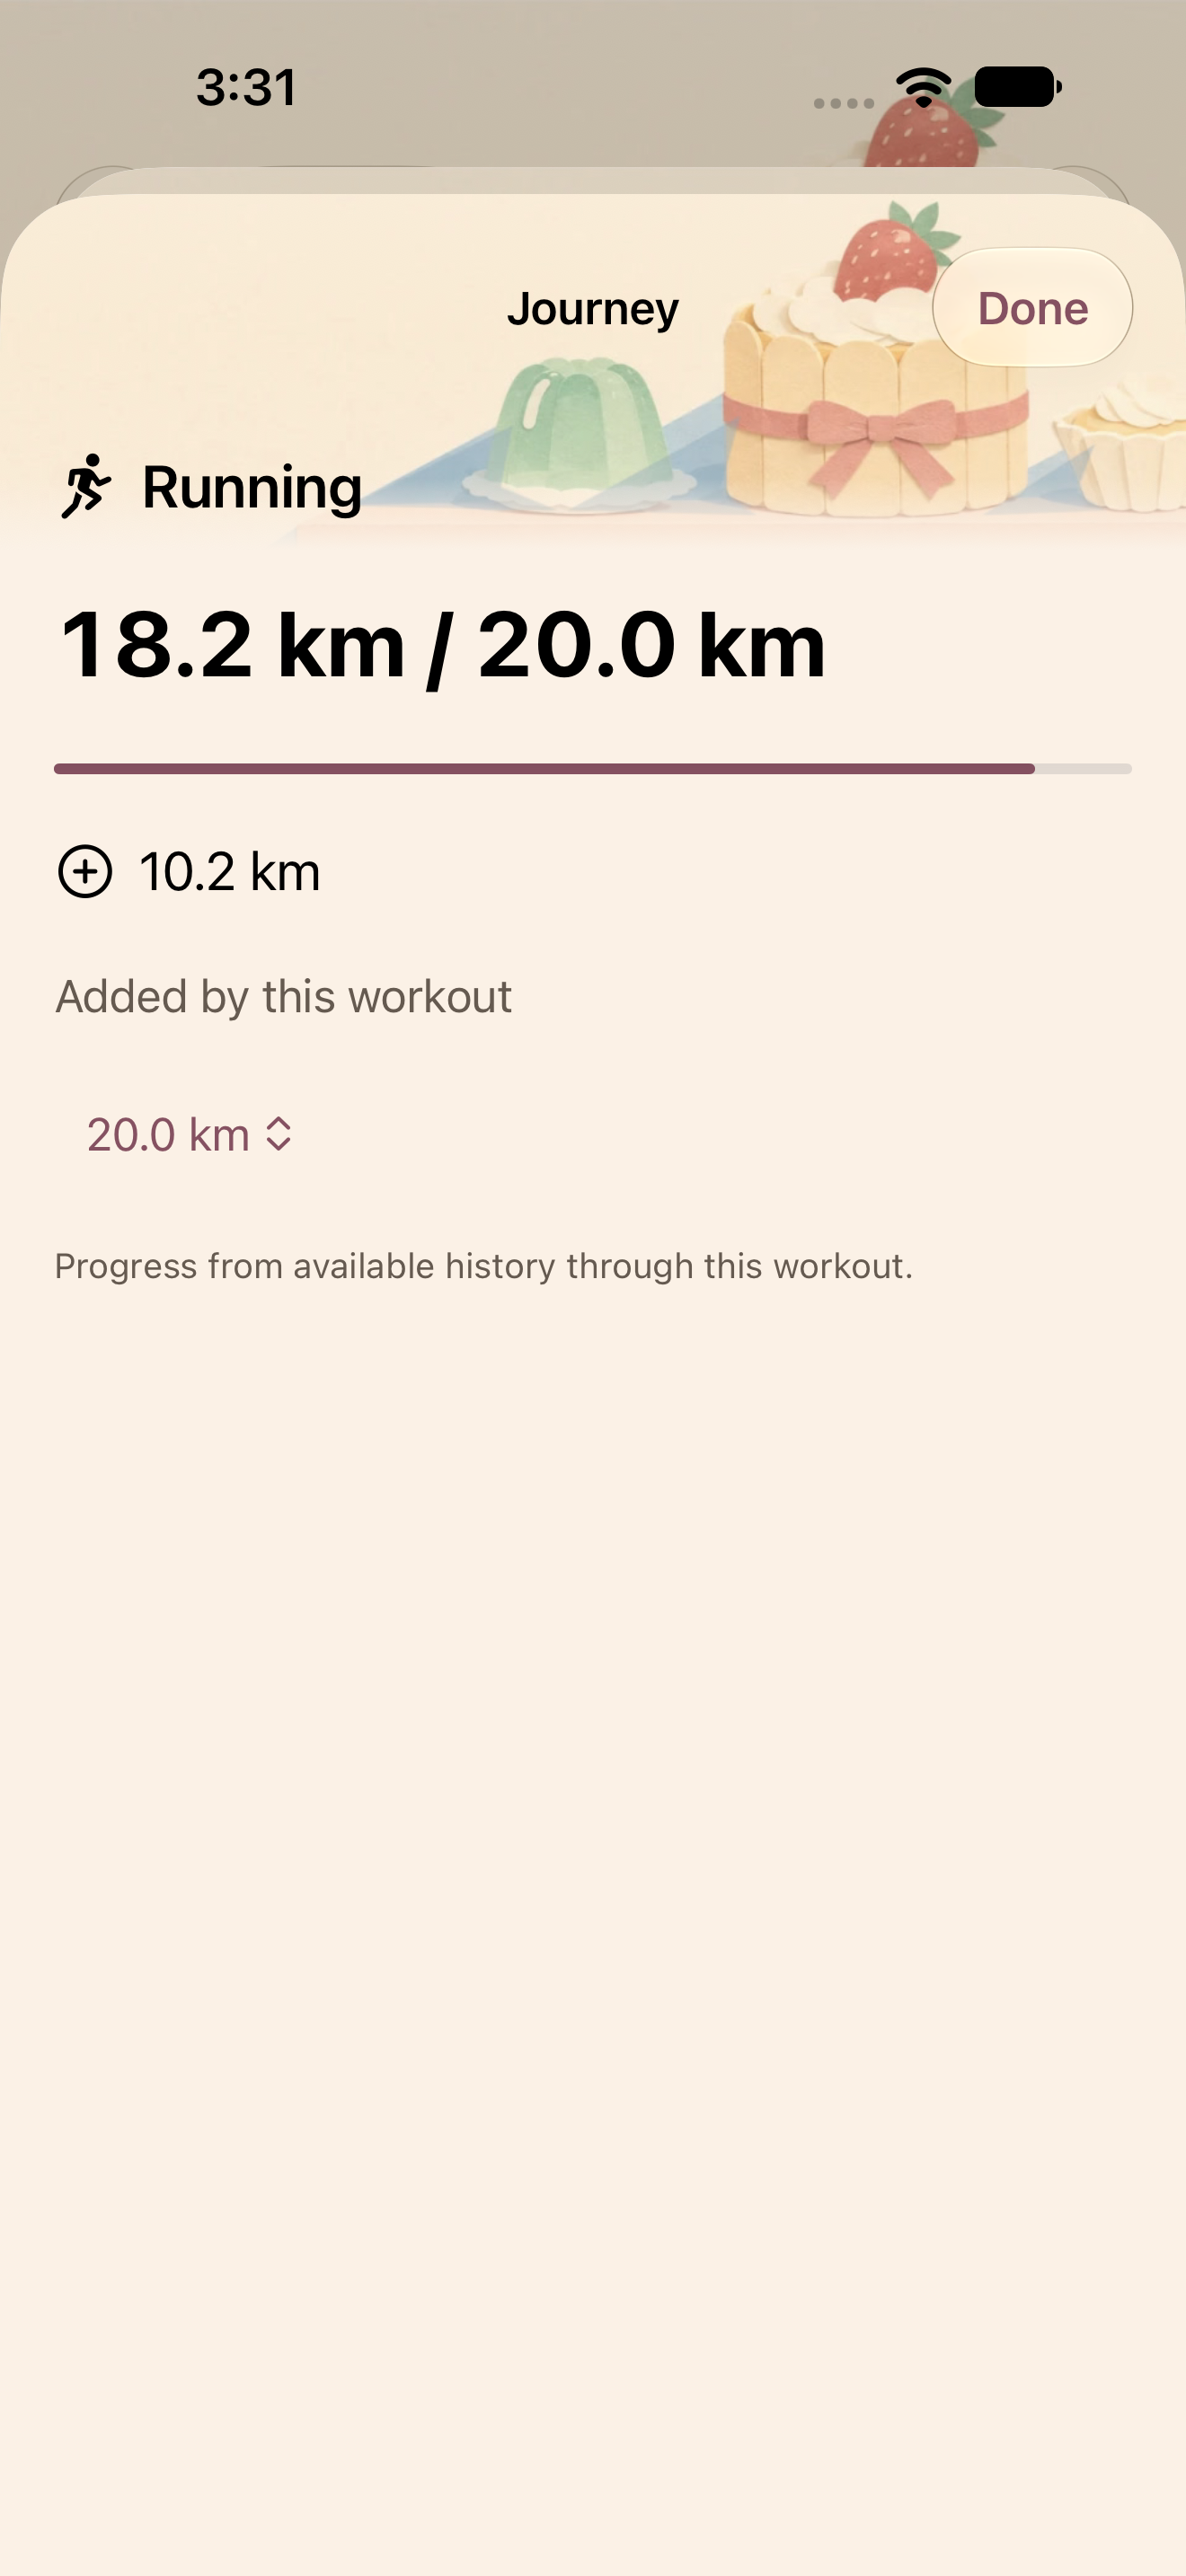 3:31
Journey
Done
Running
18.2 km / 20.0 km
10.2 km
Added by this workout
20.0 km
Progress from available history through this workout.